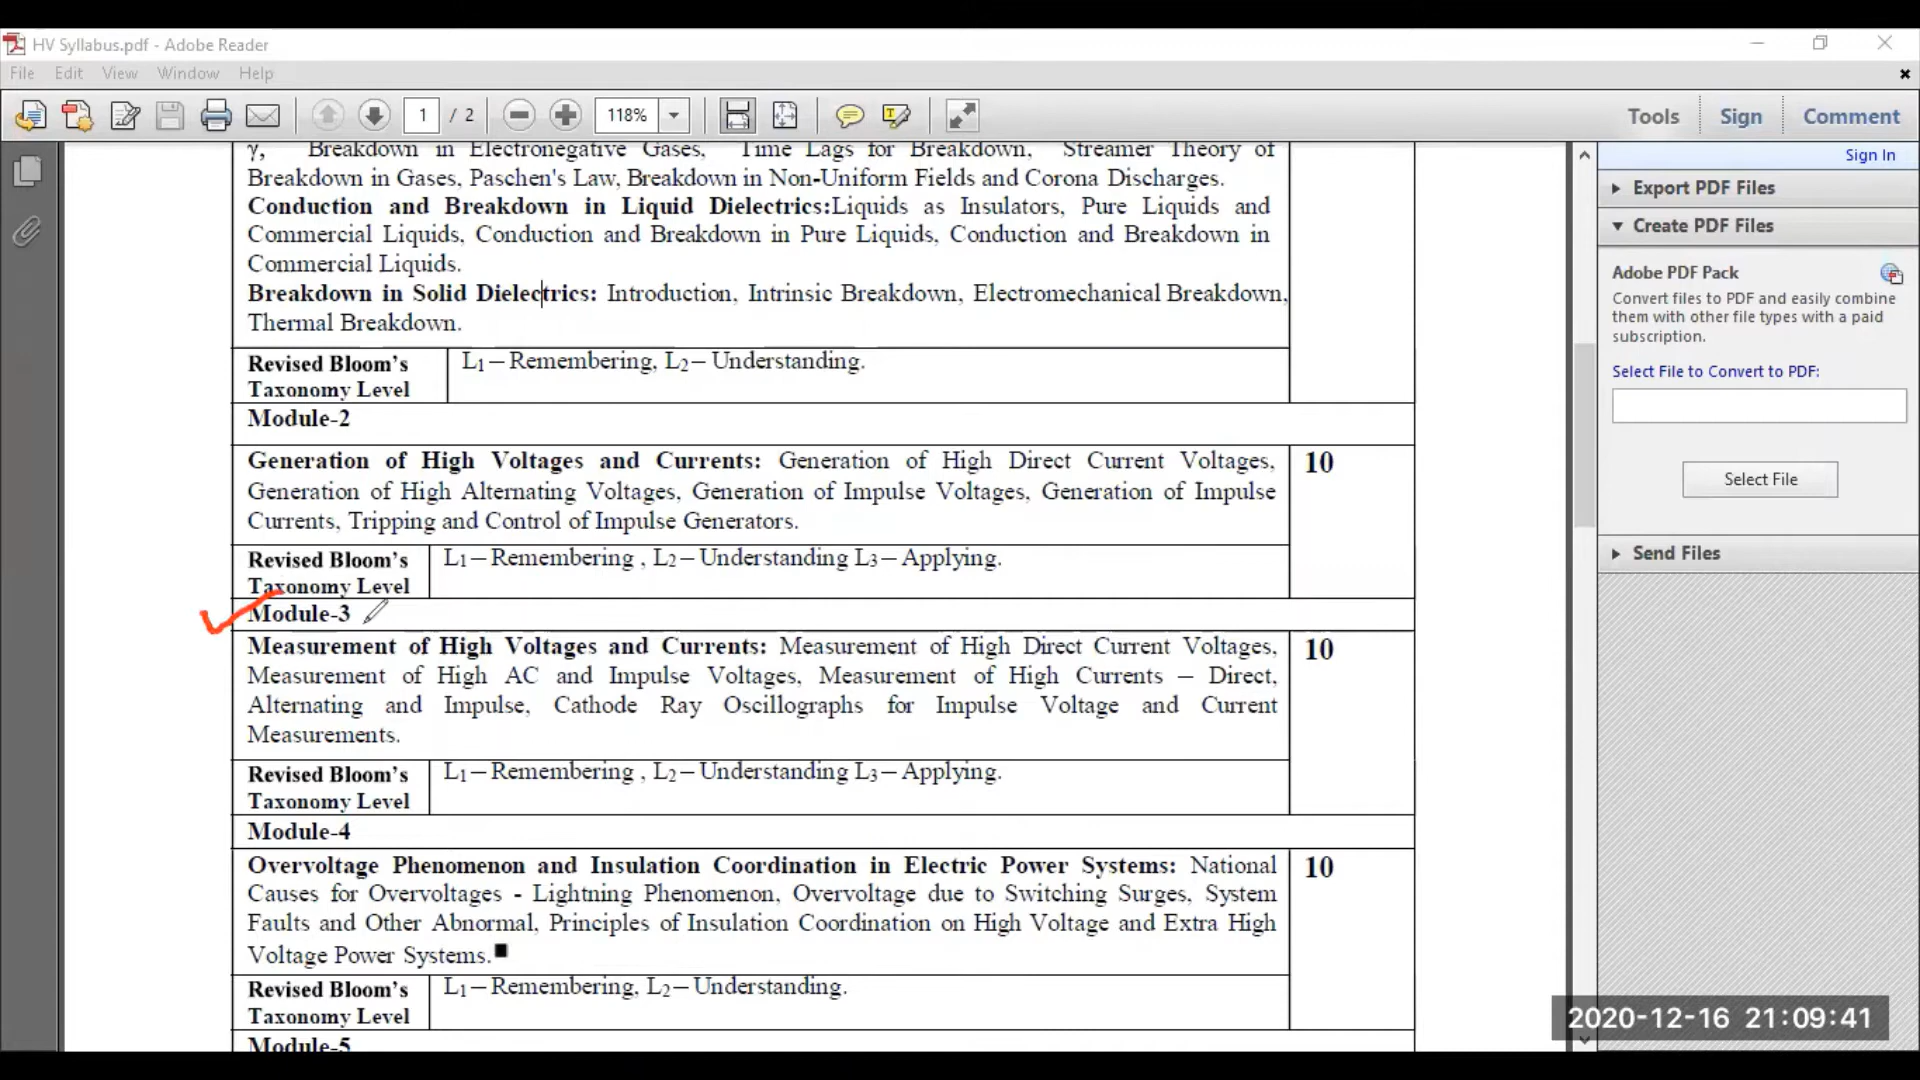 HV Syllabus.pdf - Adobe Reader
File Edit View Window Help
1 / 2 118% Tools Sign Comment
Sign In
γ, Breakdown in Electronegative Gases, Time Lags for Breakdown, Streamer Theory of
Breakdown in Gases, Paschen's Law, Breakdown in Non-Uniform Fields and Corona Discharges.
Conduction and Breakdown in Liquid Dielectrics:Liquids as Insulators, Pure Liquids and
Commercial Liquids, Conduction and Breakdown in Pure Liquids, Conduction and Breakdown in
Commercial Liquids.
Breakdown in Solid Dielectrics: Introduction, Intrinsic Breakdown, Electromechanical Breakdown,
Thermal Breakdown.
Revised Bloom’s
Taxonomy Level
L1 – Remembering, L2 – Understanding.
Module-2
Generation of High Voltages and Currents: Generation of High Direct Current Voltages,
Generation of High Alternating Voltages, Generation of Impulse Voltages, Generation of Impulse
Currents, Tripping and Control of Impulse Generators.
10
Revised Bloom’s
Taxonomy Level
L1 – Remembering , L2 – Understanding L3 – Applying.
Module-3
Measurement of High Voltages and Currents: Measurement of High Direct Current Voltages,
Measurement of High AC and Impulse Voltages, Measurement of High Currents – Direct,
Alternating and Impulse, Cathode Ray Oscillographs for Impulse Voltage and Current
Measurements.
10
Revised Bloom’s
Taxonomy Level
L1 – Remembering , L2 – Understanding L3 – Applying.
Module-4
Overvoltage Phenomenon and Insulation Coordination in Electric Power Systems: National
Causes for Overvoltages - Lightning Phenomenon, Overvoltage due to Switching Surges, System
Faults and Other Abnormal, Principles of Insulation Coordination on High Voltage and Extra High
Voltage Power Systems.■
10
Revised Bloom’s
Taxonomy Level
L1 – Remembering, L2 – Understanding.
Module-5
Export PDF Files
Create PDF Files
Adobe PDF Pack
Convert files to PDF and easily combine
them with other file types with a paid
subscription.
Select File to Convert to PDF:
Select File
Send Files
2020-12-16 21:09:41